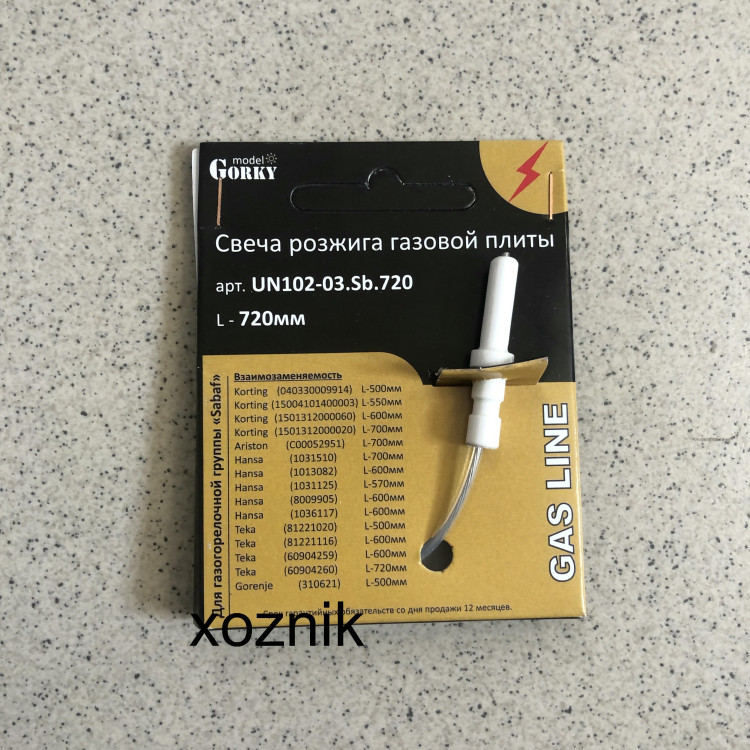 model
GORKY
Свеча розжига газовой плиты
арт. UN102-03.Sb.720
L - 720мм
Для газогорелочной группы «Sabaf»
Взаимозаменяемость
Korting (040330009914) L-500мм
Korting (15004101400003) L-550мм
Korting (1501312000060) L-600мм
Korting (1501312000020) L-700мм
Ariston (C00052951) L-700мм
Hansa (1031510) L-700мм
Hansa (1013082) L-600мм
Hansa (1031125) L-570мм
Hansa (8009905) L-600мм
Hansa (1036117) L-600мм
Teka (81221020) L-500мм
Teka (81221116) L-600мм
Teka (60904259) L-600мм
Teka (60904260) L-720мм
Gorenje (310621) L-500мм
GAS LINE
Срок гарантийных обязательств со дня продажи 12 месяцев.
xoznik